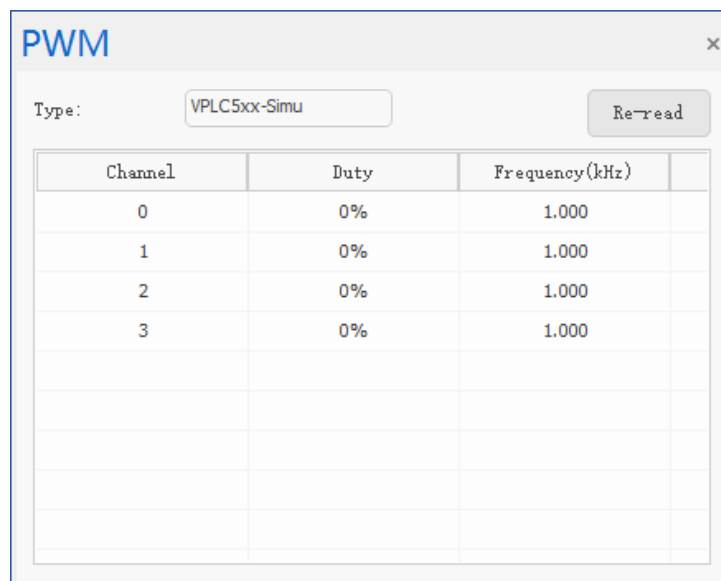 PWM ×
Type: VPLC5xx-Simu Re-read
Channel Duty Frequency(kHz)
0 0% 1.000
1 0% 1.000
2 0% 1.000
3 0% 1.000